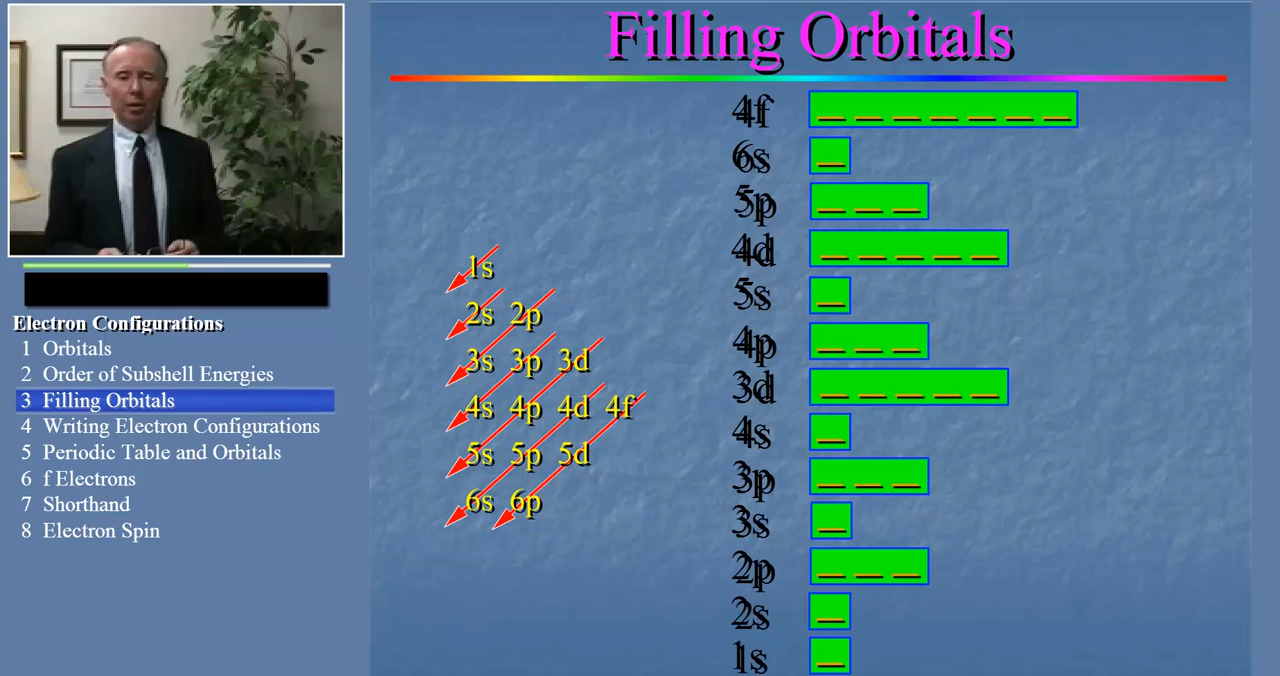 Filling Orbitals
4f
6s
5p
4d
5s
4p
3d
4s
3p
3s
2p
2s
1s
1s
2s 2p
3s 3p 3d
4s 4p 4d 4f
5s 5p 5d
6s 6p
Electron Configurations
1 Orbitals
2 Order of Subshell Energies
3 Filling Orbitals
4 Writing Electron Configurations
5 Periodic Table and Orbitals
6 f Electrons
7 Shorthand
8 Electron Spin